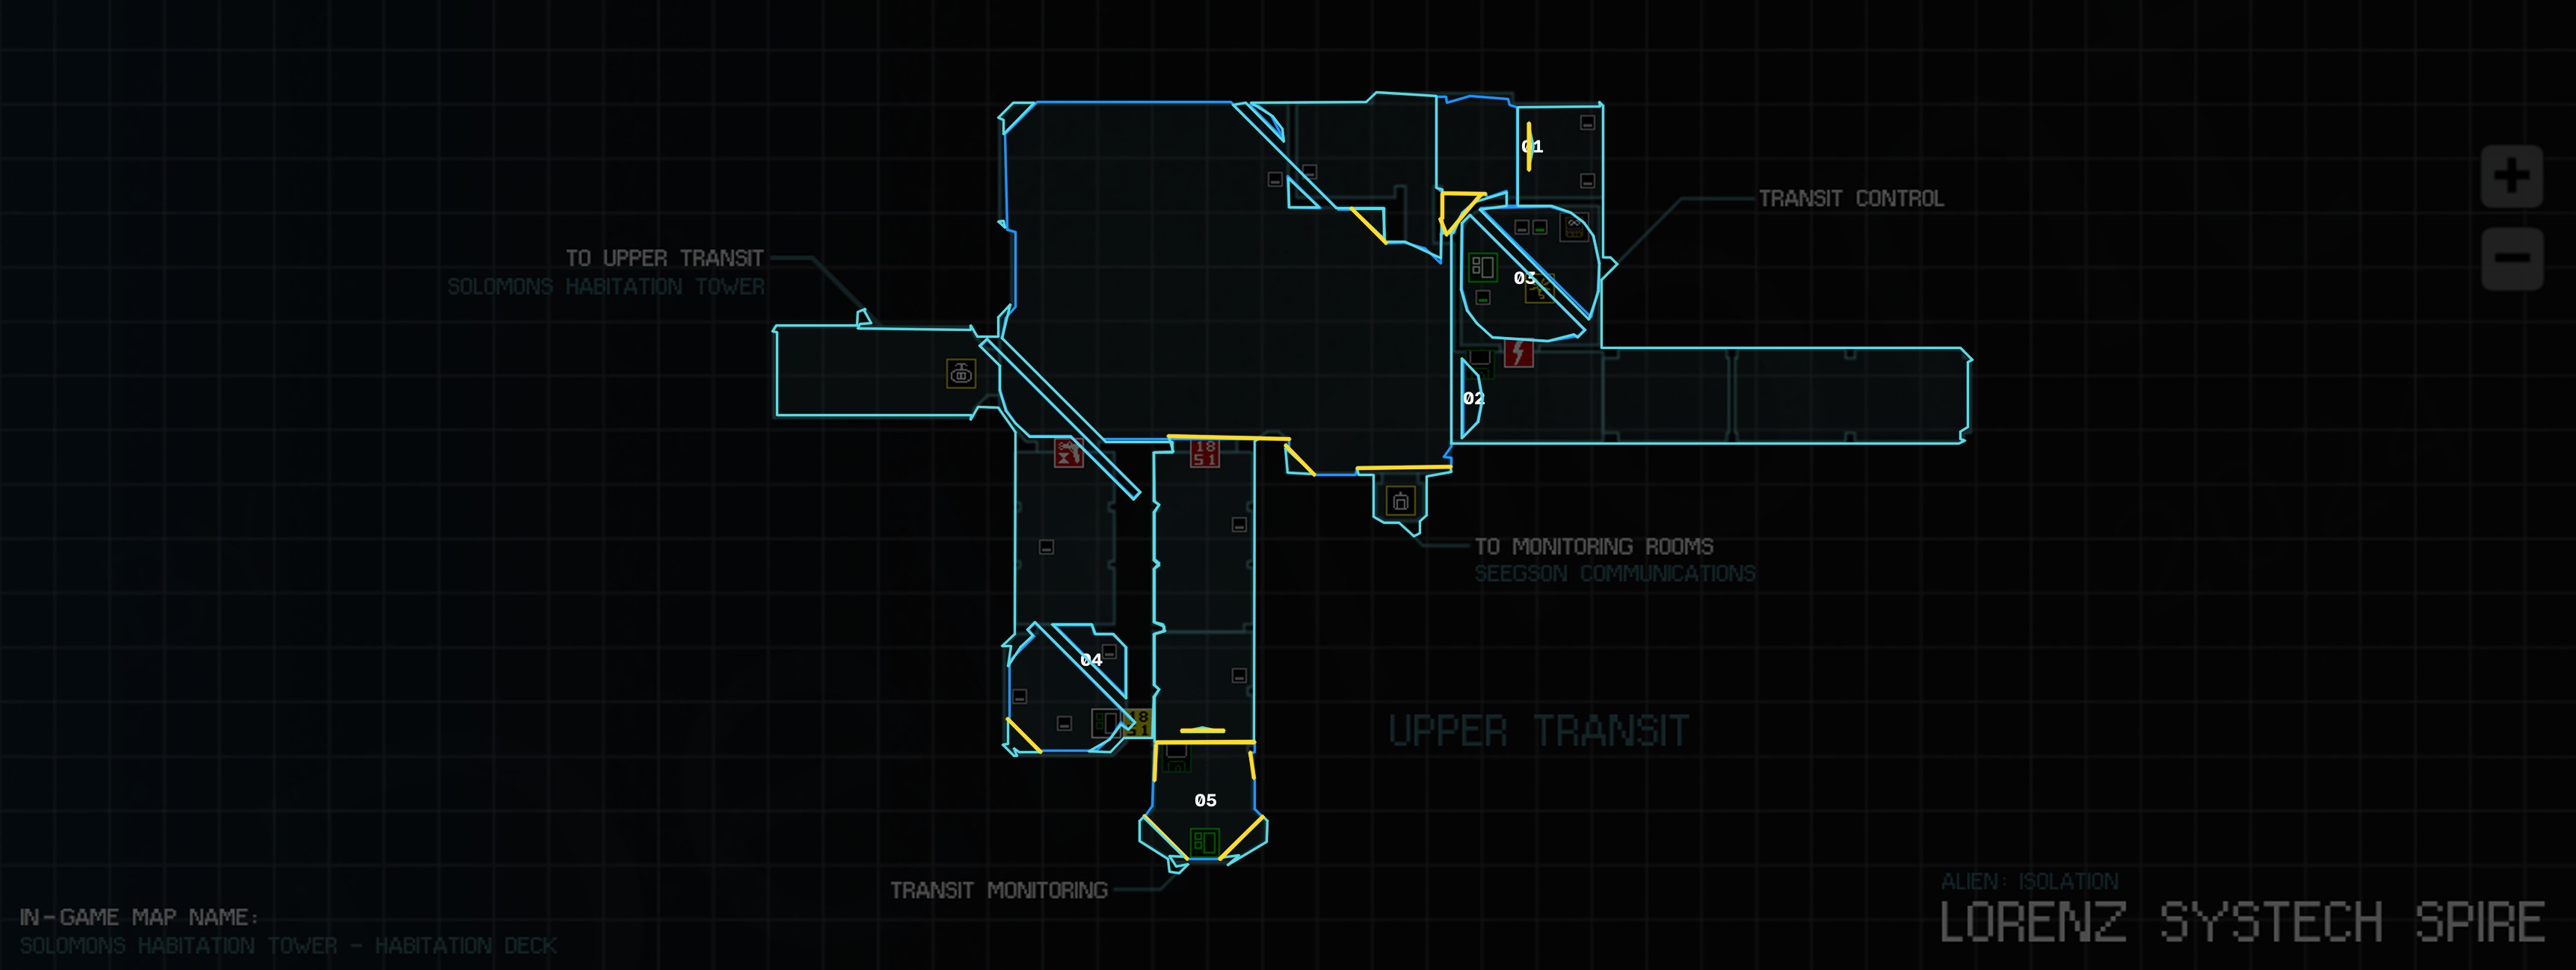 01
TRANSIT CONTROL
TO UPPER TRANSIT
SOLOMONS HABITATION TOWER
03
02
18
51
TO MONITORING ROOMS
SEEGSON COMMUNICATIONS
04
UPPER TRANSIT
05
TRANSIT MONITORING
ALIEN: ISOLATION
LORENZ SYSTECH SPIRE
IN-GAME MAP NAME:
SOLOMONS HABITATION TOWER - HABITATION DECK